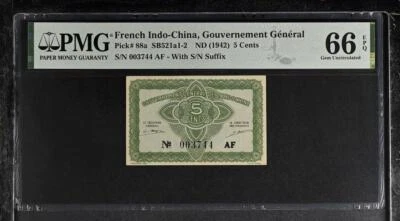 PMG
PAPER MONEY GUARANTY
French Indo-China, Gouvernement Général
Pick# 88a SB521a1-2 ND (1942) 5 Cents
S/N 003744 AF - With S/N Suffix
66 EPQ
Gem Uncirculated
5
No 003744 AF